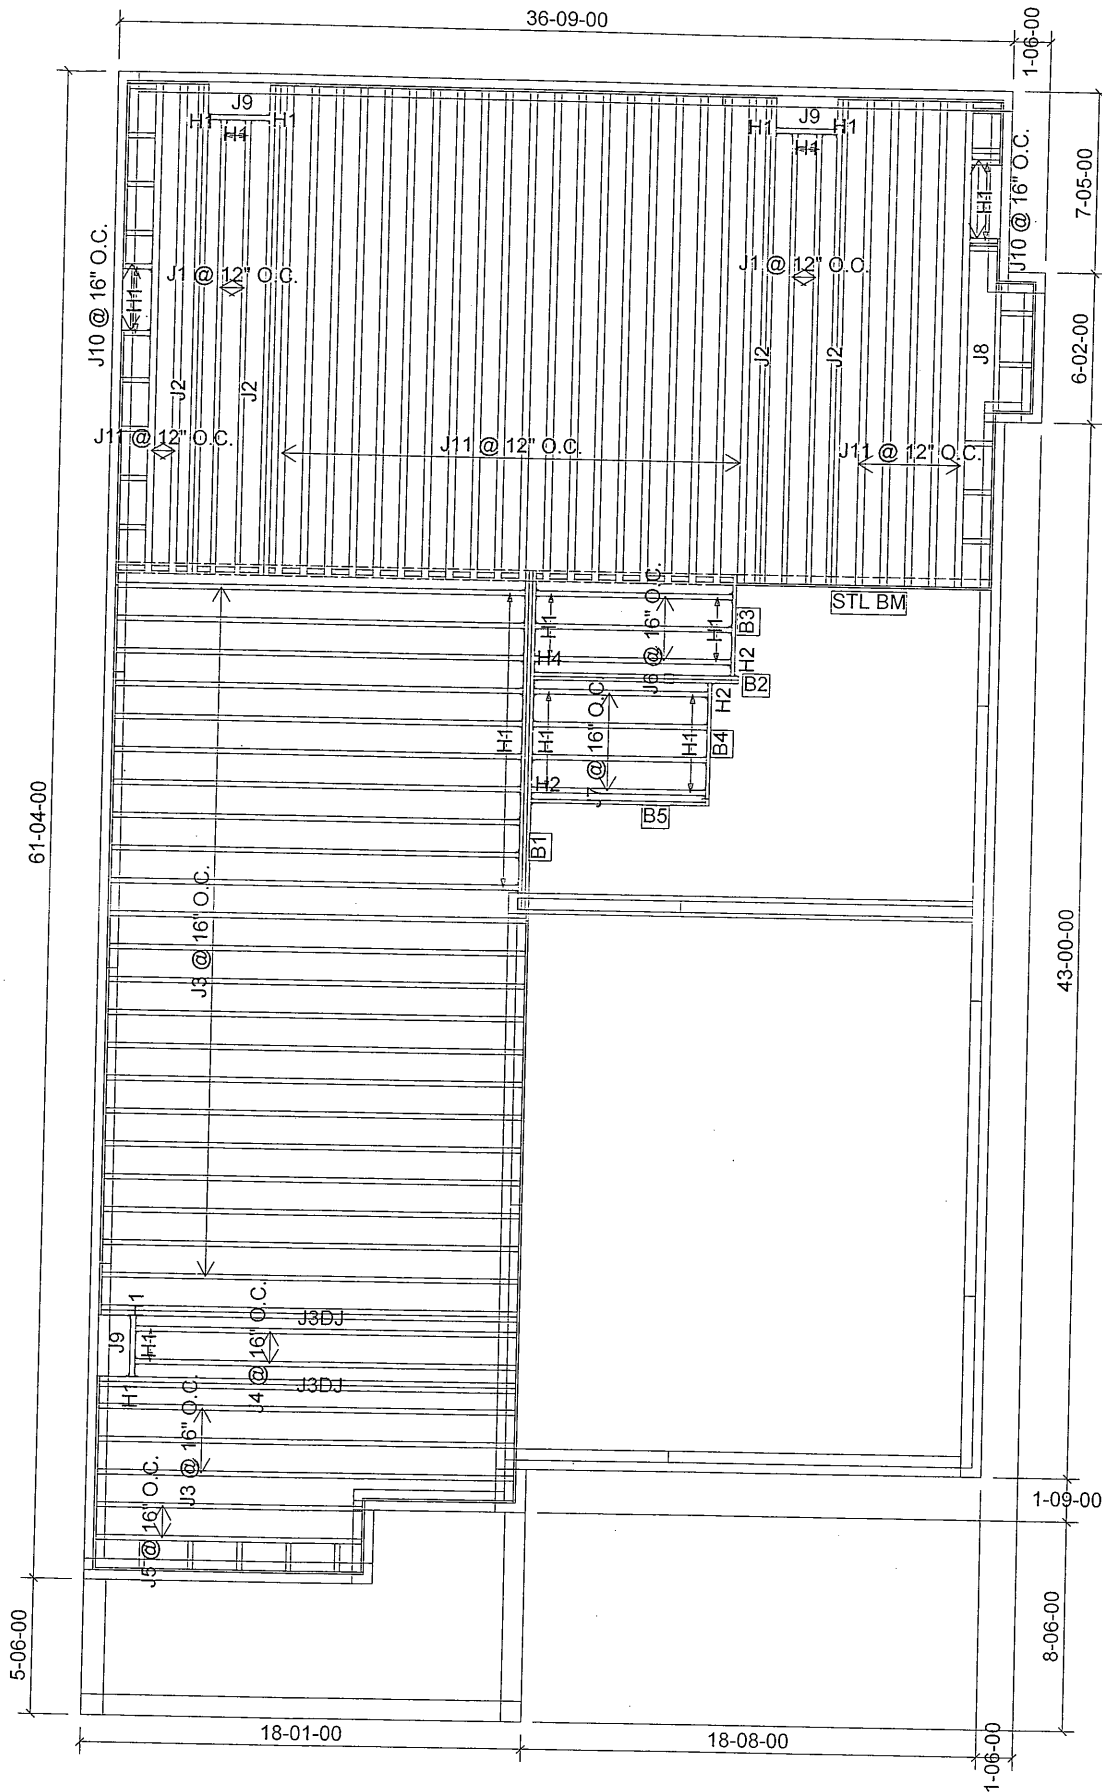 36-09-00
1-06-00
J9
H1
H1
H1
J9
H1
H1
H1
7-05-00
J10 @ 16" O.C.
H1
J10 @ 16" O.C.
H1
J1 @ 12" O.C.
J1 @ 12" O.C.
6-02-00
J8
J2
J2
J2
J2
J11 @ 12" O.C.
J11 @ 12" O.C.
J11 @ 12" O.C.
STL BM
B3
H1
H1
H4
J6 @ 16" O.C.
H2
B2
H2
H1
H1
J7 @ 16" O.C.
H1
B4
H2
B5
B1
61-04-00
J3 @ 16" O.C.
43-00-00
H1
J9
H1
J3DJ
J4 @ 16" O.C.
J3DJ
H1
J3 @ 16" O.C.
J5 @ 16" O.C.
1-09-00
5-06-00
8-06-00
18-01-00
18-08-00
1-06-00